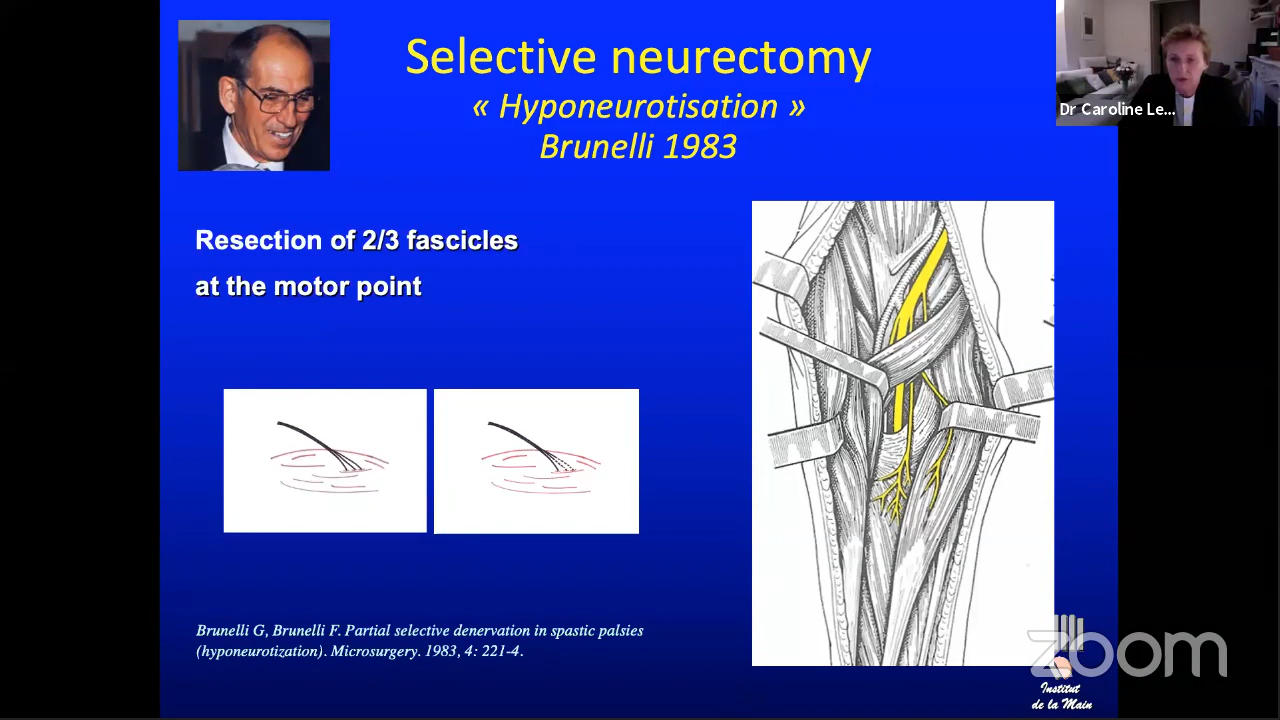 Selective neurectomy
« Hyponeurotisation »
Brunelli 1983
Dr Caroline Le...
Resection of 2/3 fascicles
at the motor point
Brunelli G, Brunelli F. Partial selective denervation in spastic palsies
(hyponeurotization). Microsurgery. 1983, 4: 221-4.
zoom
Institut
de la Main